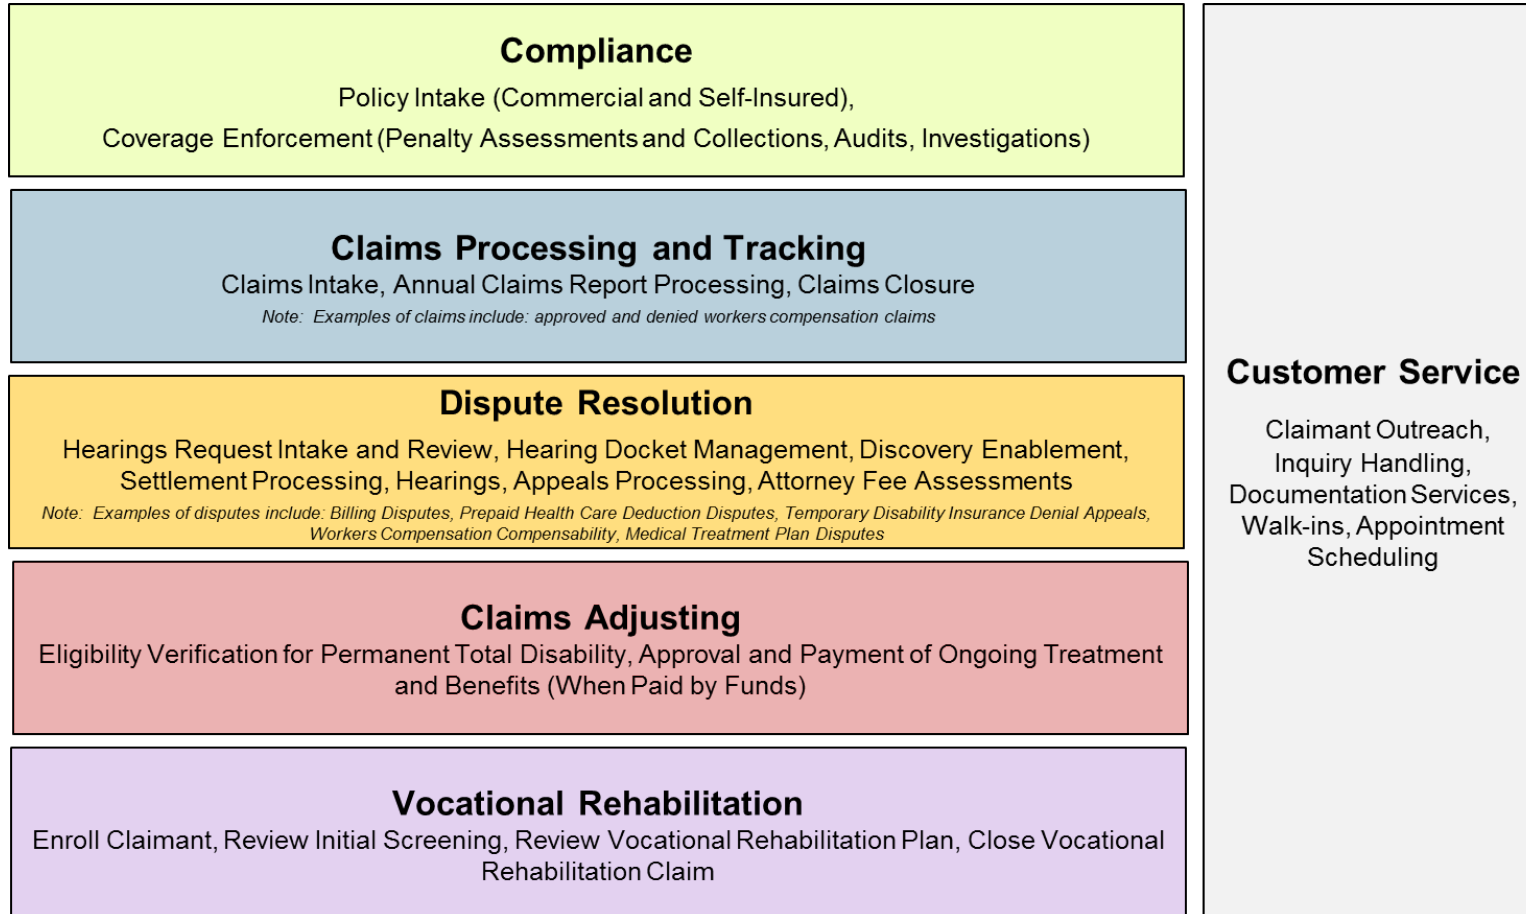 Compliance
Policy Intake (Commercial and Self-Insured),
Coverage Enforcement (Penalty Assessments and Collections, Audits, Investigations)
Claims Processing and Tracking
Claims Intake, Annual Claims Report Processing, Claims Closure
Note: Examples of claims include: approved and denied workers compensation claims
Dispute Resolution
Hearings Request Intake and Review, Hearing Docket Management, Discovery Enablement,
Settlement Processing, Hearings, Appeals Processing, Attorney Fee Assessments
Note: Examples of disputes include: Billing Disputes, Prepaid Health Care Deduction Disputes, Temporary Disability Insurance Denial Appeals,
Workers Compensation Compensability, Medical Treatment Plan Disputes
Claims Adjusting
Eligibility Verification for Permanent Total Disability, Approval and Payment of Ongoing Treatment
and Benefits (When Paid by Funds)
Vocational Rehabilitation
Enroll Claimant, Review Initial Screening, Review Vocational Rehabilitation Plan, Close Vocational
Rehabilitation Claim
Customer Service
Claimant Outreach,
Inquiry Handling,
Documentation Services,
Walk-ins, Appointment
Scheduling